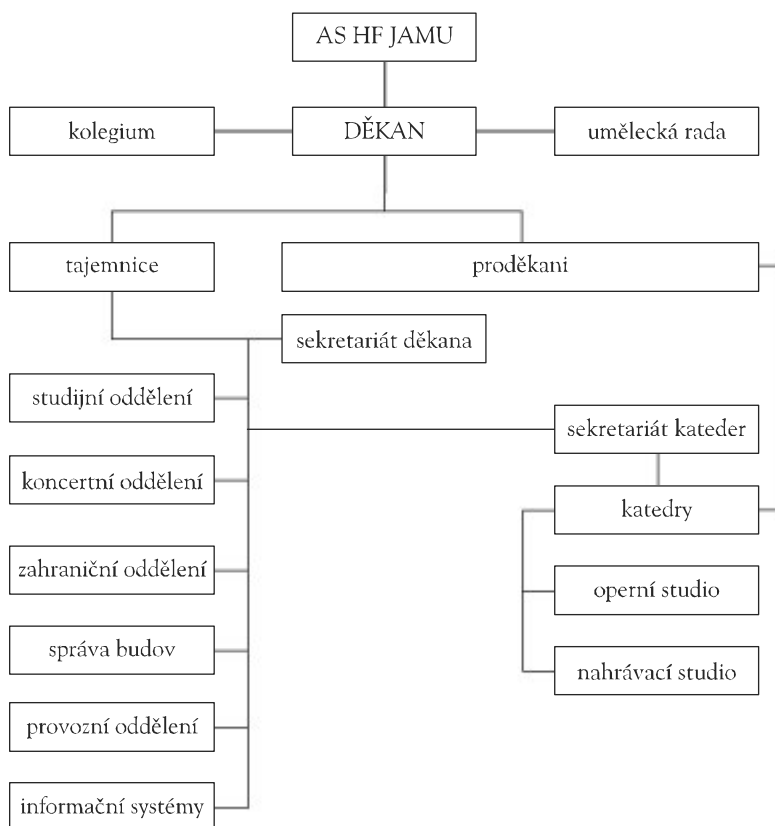 AS HF JAMU
kolegium
DĚKAN
umělecká rada
tajemnice
proděkani
sekretariát děkana
studijní oddělení
sekretariát kateder
koncertní oddělení
katedry
zahraniční oddělení
operní studio
správa budov
nahrávací studio
provozní oddělení
informační systémy